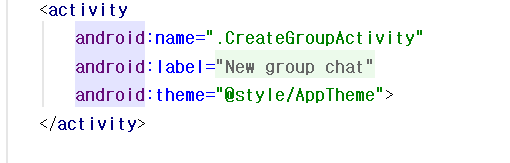 <activity
android:name=".CreateGroupActivity"
android:label="New group chat"
android:theme="@style/AppTheme">
</activity>